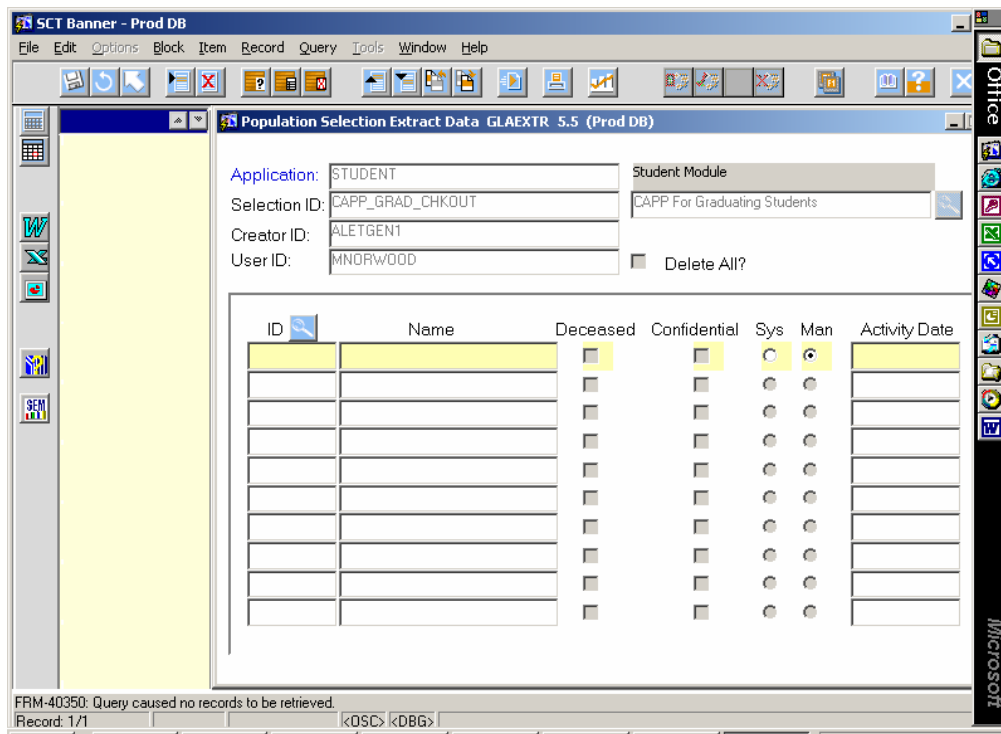 SCT Banner - Prod DB
File Edit Options Block Item Record Query Tools Window Help
Office
Population Selection Extract Data GLAEXTR 5.5 (Prod DB)
Application: STUDENT Student Module
Selection ID: CAPP_GRAD_CHKOUT CAPP For Graduating Students
Creator ID: ALETGEN1
User ID: MNORWOOD Delete All?
ID Name Deceased Confidential Sys Man Activity Date
SEM
Microsoft
FRM-40350: Query caused no records to be retrieved.
Record: 1/1 <OSC> <DBG>